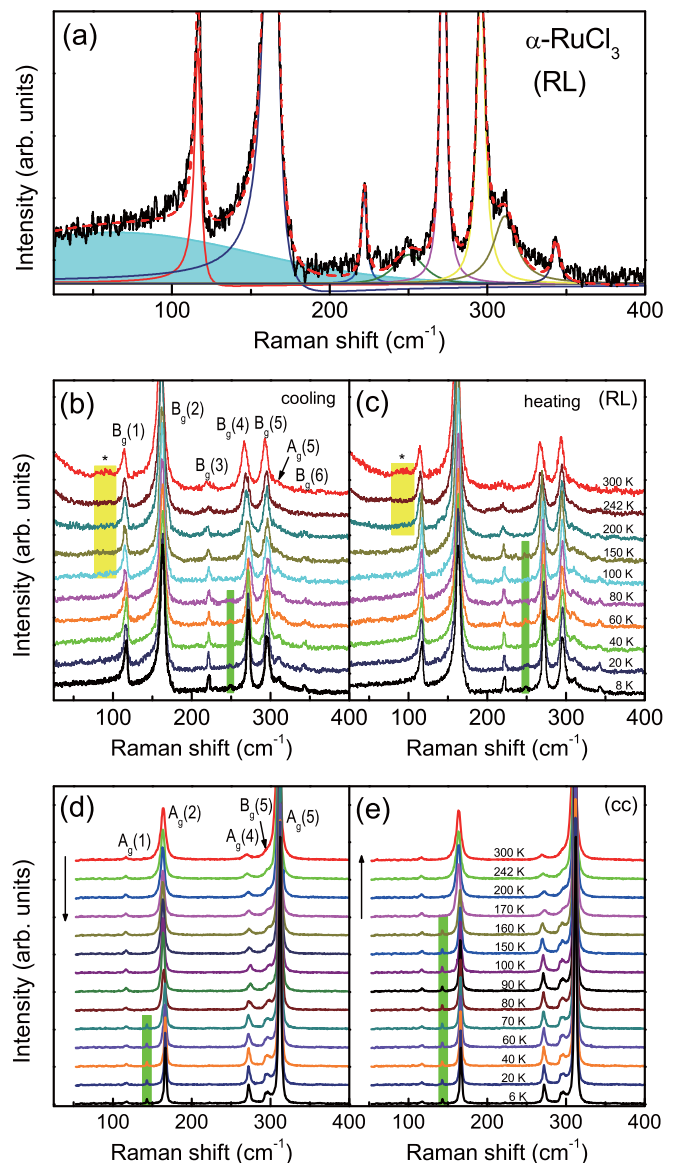 (a)
α-RuCl3
(RL)
Intensity (arb. units)
100 200 300 400
Raman shift (cm-1)
(b) cooling
Bg(1)
Bg(2)
Bg(3)
Bg(4)
Bg(5)
Ag(5)
Bg(6)
*
(c) heating (RL)
*
300 K
242 K
200 K
150 K
100 K
80 K
60 K
40 K
20 K
8 K
Intensity (arb. units)
100 200 300 400 100 200 300 400
Raman shift (cm-1) Raman shift (cm-1)
(d)
Ag(1)
Ag(2)
Bg(5)
Ag(4)
Ag(5)
(e) (cc)
300 K
242 K
200 K
170 K
160 K
150 K
100 K
90 K
80 K
70 K
60 K
40 K
20 K
6 K
Intensity (arb. units)
100 200 300 400 100 200 300 400
Raman shift (cm-1) Raman shift (cm-1)